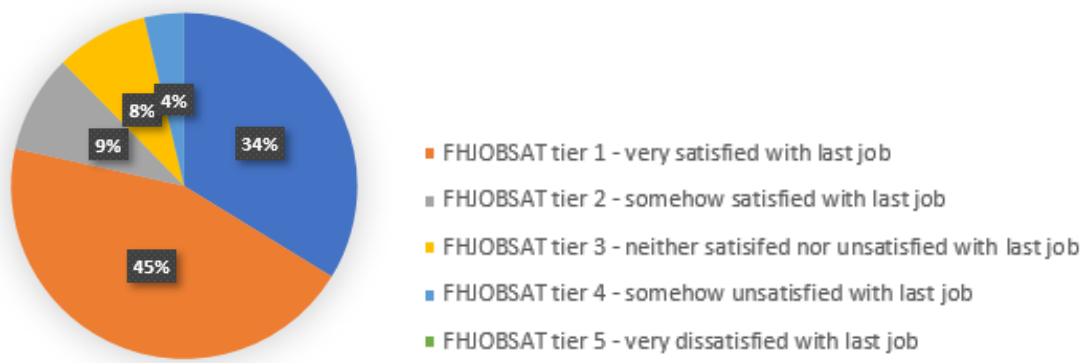 4%
8%
34%
9%
45%
FHJOBSAT tier 1 - very satisfied with last job
FHJOBSAT tier 2 - somehow satisfied with last job
FHJOBSAT tier 3 - neither satisifed nor unsatisfied with last job
FHJOBSAT tier 4 - somehow unsatisfied with last job
FHJOBSAT tier 5 - very dissatisfied with last job